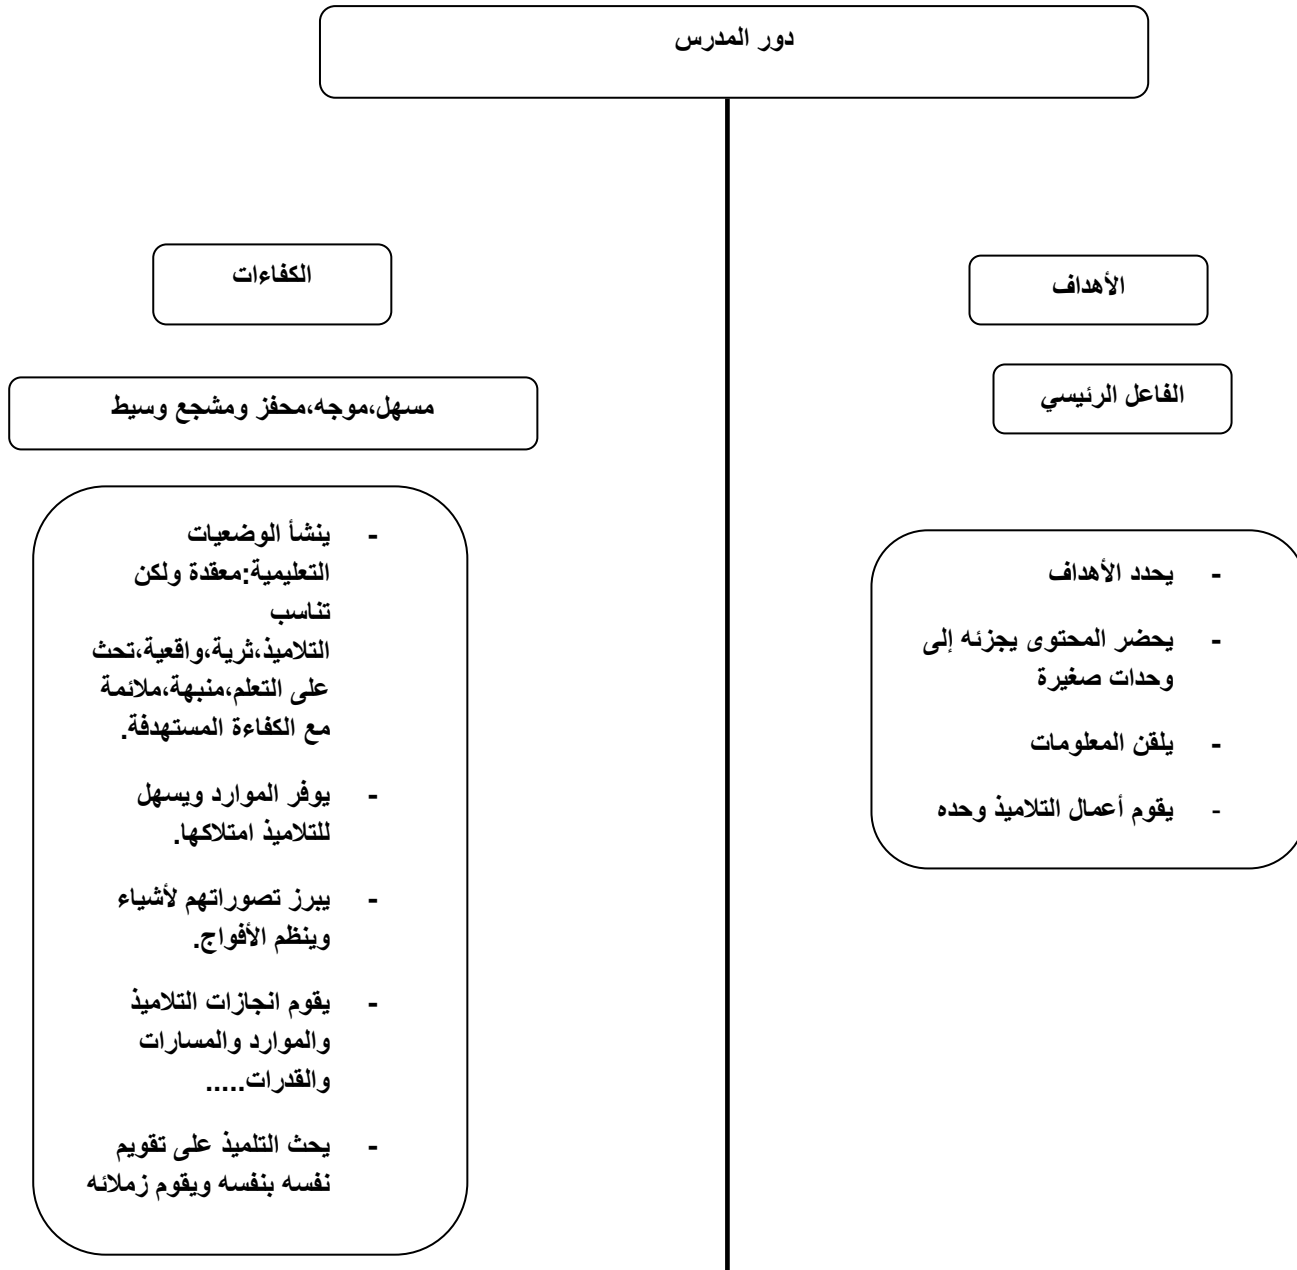 دور المدرس
الأهداف
الفاعل الرئيسي
- يحدد الأهداف
- يحضر المحتوى يجزئه إلى
وحدات صغيرة
- يلقن المعلومات
- يقوم أعمال التلاميذ وحده
الكفاءات
مسهل،موجه،محفز ومشجع وسيط
- ينشأ الوضعيات
التعليمية:معقدة ولكن
تناسب
التلاميذ،ثرية،واقعية،تحث
على التعلم،منبهة،ملائمة
مع الكفاءة المستهدفة.
- يوفر الموارد ويسهل
للتلاميذ امتلاكها.
- يبرز تصوراتهم لأشياء
وينظم الأفواج.
- يقوم انجازات التلاميذ
والموارد والمسارات
والقدرات.....
- يحث التلميذ على تقويم
نفسه بنفسه ويقوم زملائه